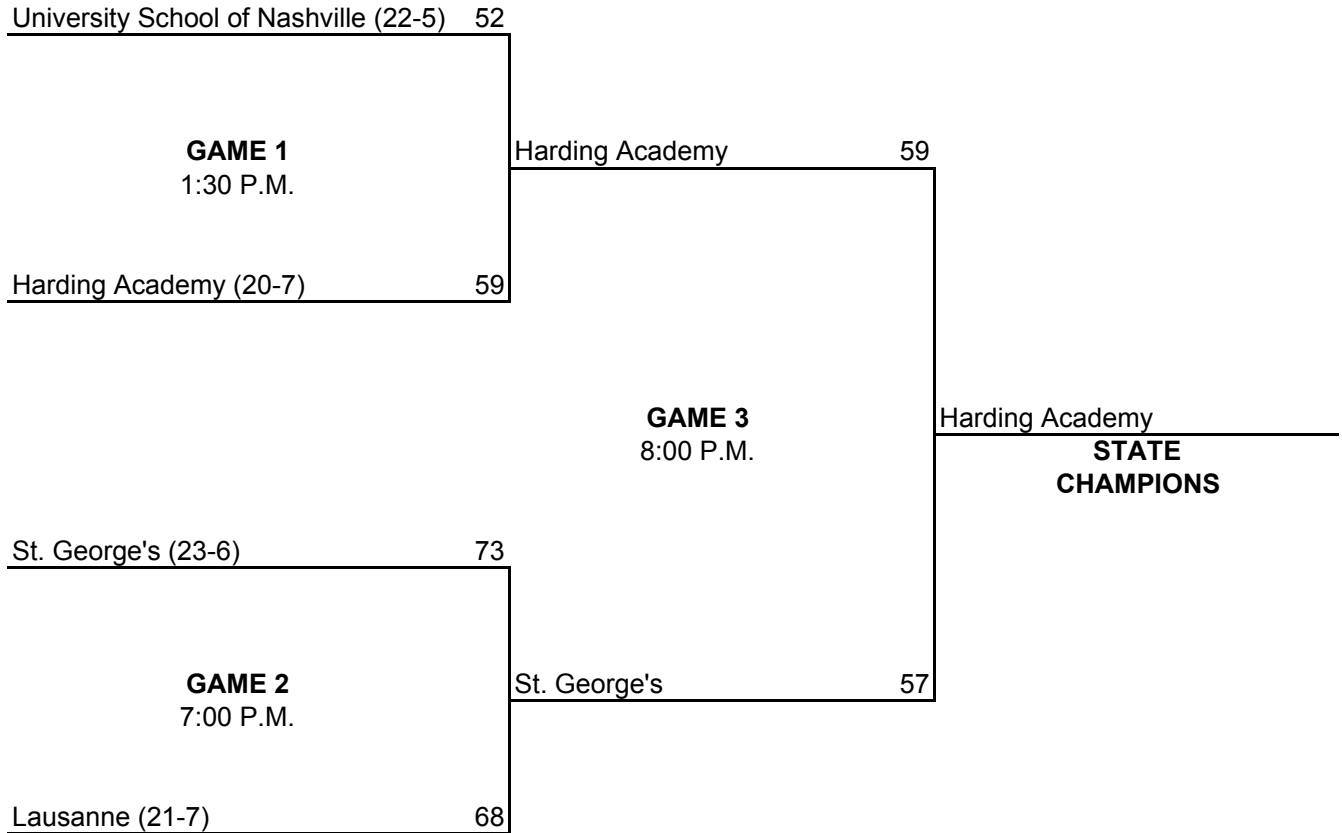 University School of Nashville (22-5) 52
GAME 1
1:30 P.M.
Harding Academy 59
Harding Academy (20-7) 59
GAME 3
8:00 P.M.
Harding Academy
STATE
CHAMPIONS
St. George's (23-6) 73
GAME 2
7:00 P.M.
St. George's 57
Lausanne (21-7) 68